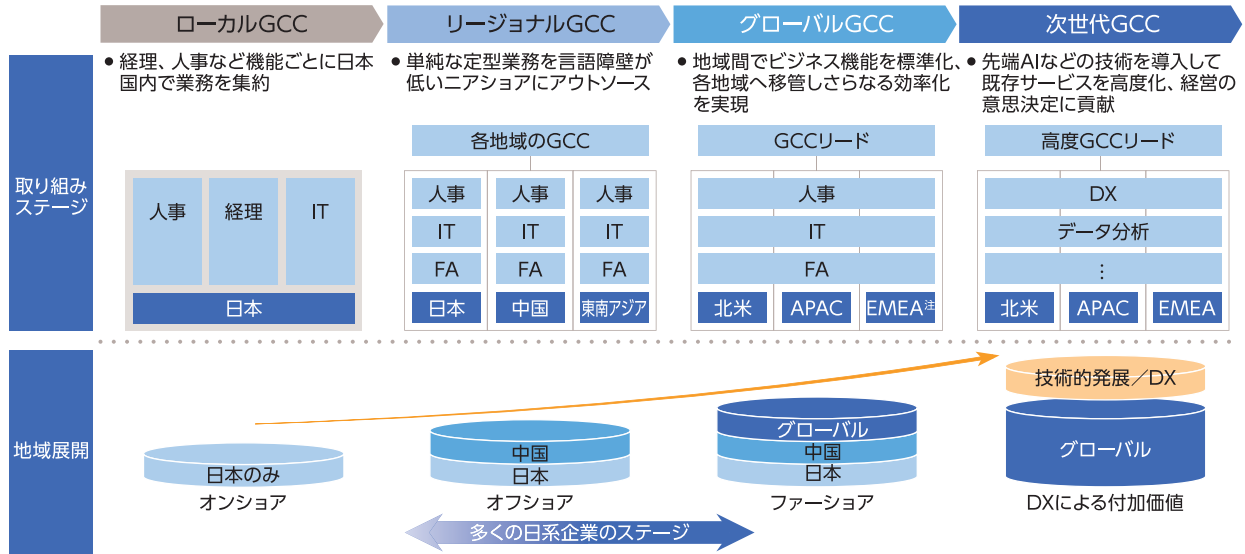 ローカルGCC
リージョナルGCC
グローバルGCC
次世代GCC
取り組み
ステージ
● 経理、人事など機能ごとに日本
国内で業務を集約
● 単純な定型業務を言語障壁が
低いニアショアにアウトソース
● 地域間でビジネス機能を標準化、
各地域へ移管しさらなる効率化
を実現
● 先端AIなどの技術を導入して
既存サービスを高度化、経営の
意思決定に貢献
人事 経理 IT
日本
各地域のGCC
人事 人事 人事
IT IT IT
FA FA FA
日本 中国 東南アジア
GCCリード
人事
IT
FA
北米 APAC EMEA注
高度GCCリード
DX
データ分析
…
北米 APAC EMEA
地域展開
日本のみ
オンショア
中国
日本
オフショア
グローバル
中国
日本
ファーショア
技術的発展／DX
グローバル
DXによる付加価値
多くの日系企業のステージ